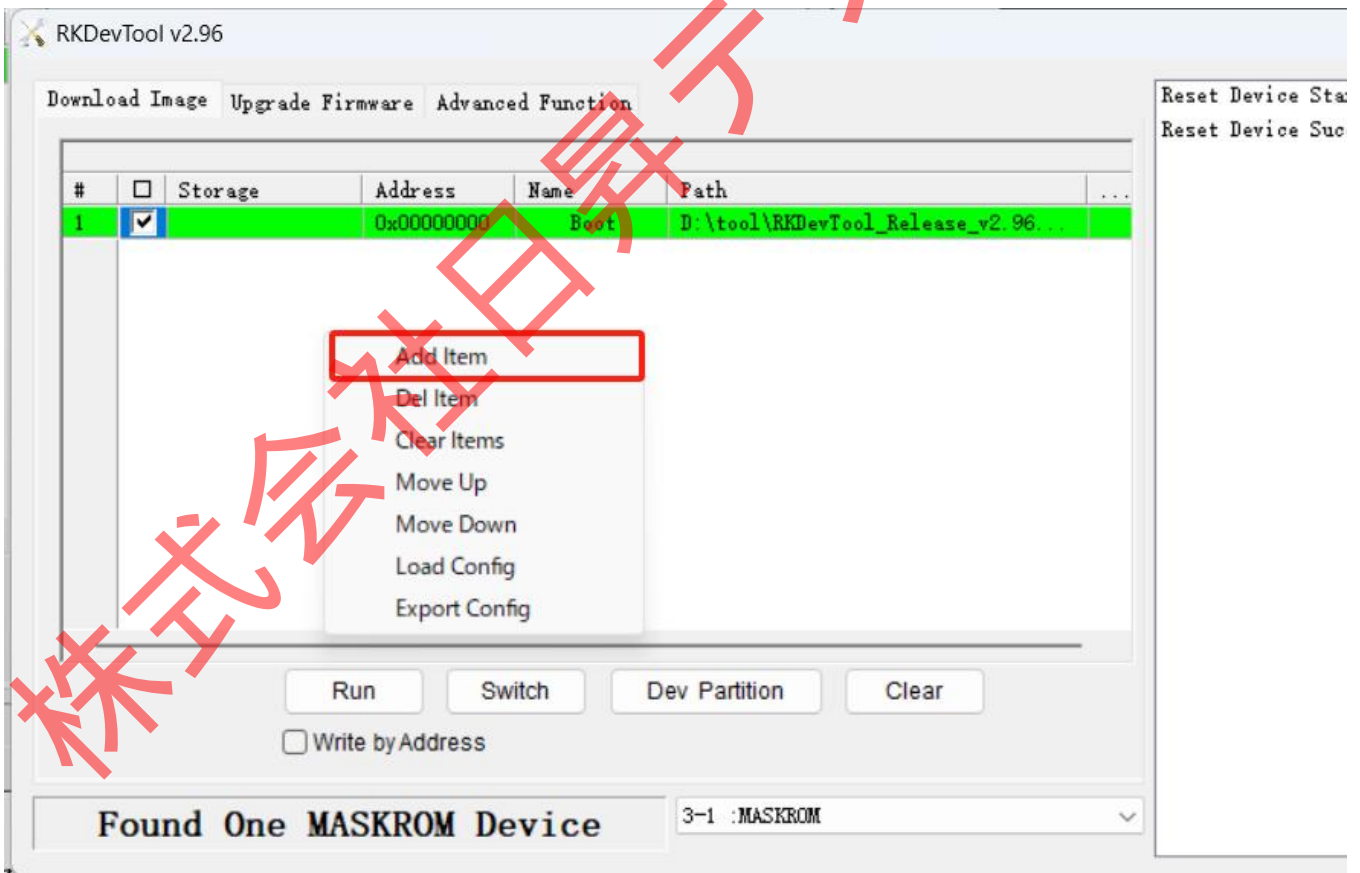 RKDevTool v2.96
Download Image Upgrade Firmware Advanced Function
# Storage Address Name Path ...
1 0x00000000 Boot D:\tool\RKDevTool_Release_v2.96...
Add Item
Del Item
Clear Items
Move Up
Move Down
Load Config
Export Config
Run Switch Dev Partition Clear
Write by Address
Found One MASKROM Device
3-1 :MASKROM
Reset Device Sta
Reset Device Suc
株式会社日昇テ